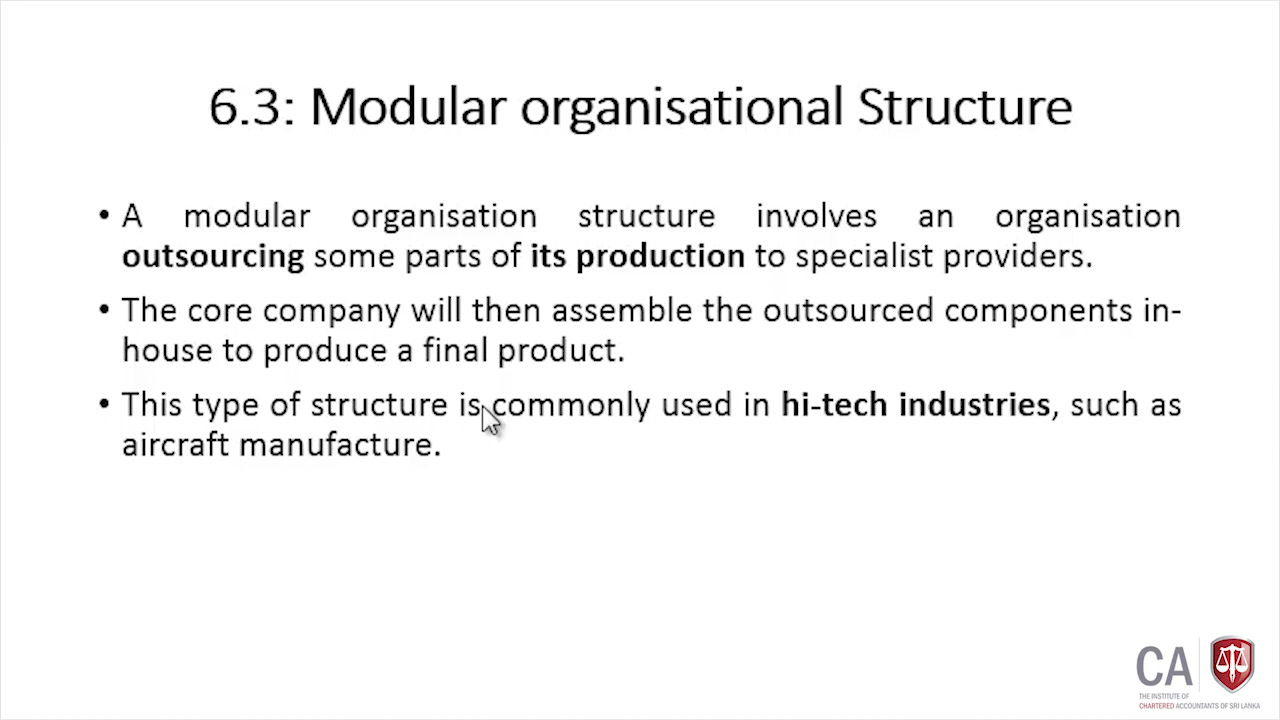 6.3: Modular organisational Structure
• A modular organisation structure involves an organisation
outsourcing some parts of its production to specialist providers.
• The core company will then assemble the outsourced components in-
house to produce a final product.
• This type of structure is commonly used in hi-tech industries, such as
aircraft manufacture.
CA
THE INSTITUTE OF
CHARTERED ACCOUNTANTS OF SRI LANKA